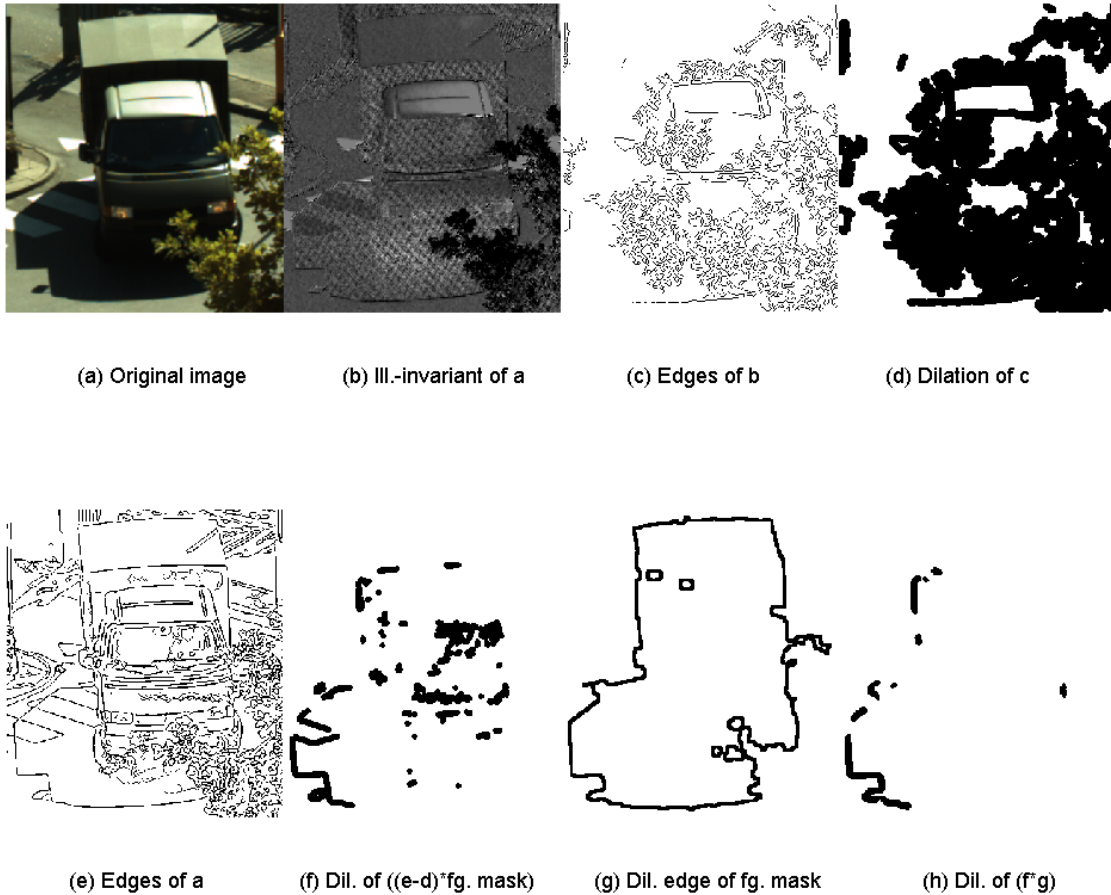 (a) Original image
(b) Ill.-invariant of a
(c) Edges of b
(d) Dilation of c
(e) Edges of a
(f) Dil. of ((e-d)*fg. mask)
(g) Dil. edge of fg. mask
(h) Dil. of (f*g)